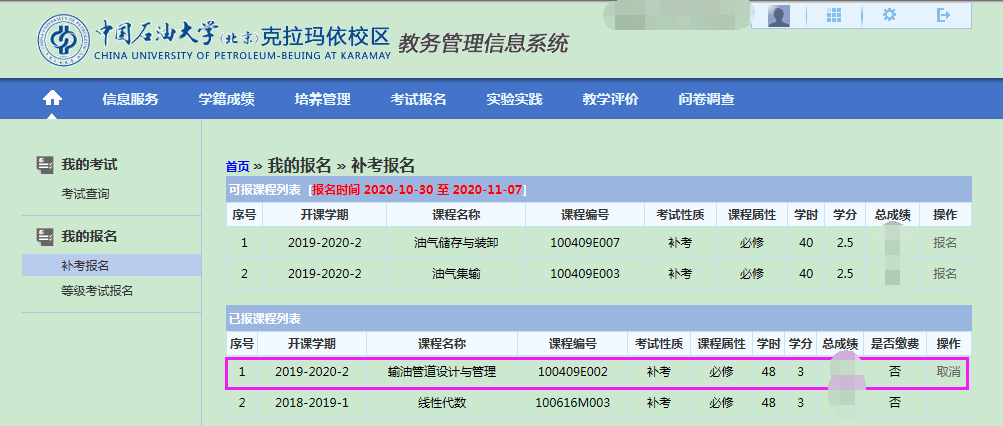 中国石油大学(北京)克拉玛依校区 教务管理信息系统
CHINA UNIVERSITY OF PETROLEUM-BEIJING AT KARAMAY
信息服务 学籍成绩 培养管理 考试报名 实验实践 教学评价 问卷调查
我的考试
考试查询
我的报名
补考报名
等级考试报名
首页 » 我的报名 » 补考报名
可报课程列表 [报名时间 2020-10-30 至 2020-11-07]
序号 开课学期 课程名称 课程编号 考试性质 课程属性 学时 学分 总成绩 操作
1 2019-2020-2 油气储存与装卸 100409E007 补考 必修 40 2.5 报名
2 2019-2020-2 油气集输 100409E003 补考 必修 40 2.5 报名
已报课程列表
序号 开课学期 课程名称 课程编号 考试性质 课程属性 学时 学分 总成绩 是否缴费 操作
1 2019-2020-2 输油管道设计与管理 100409E002 补考 必修 48 3 否 取消
2 2018-2019-1 线性代数 100616M003 补考 必修 48 3 否